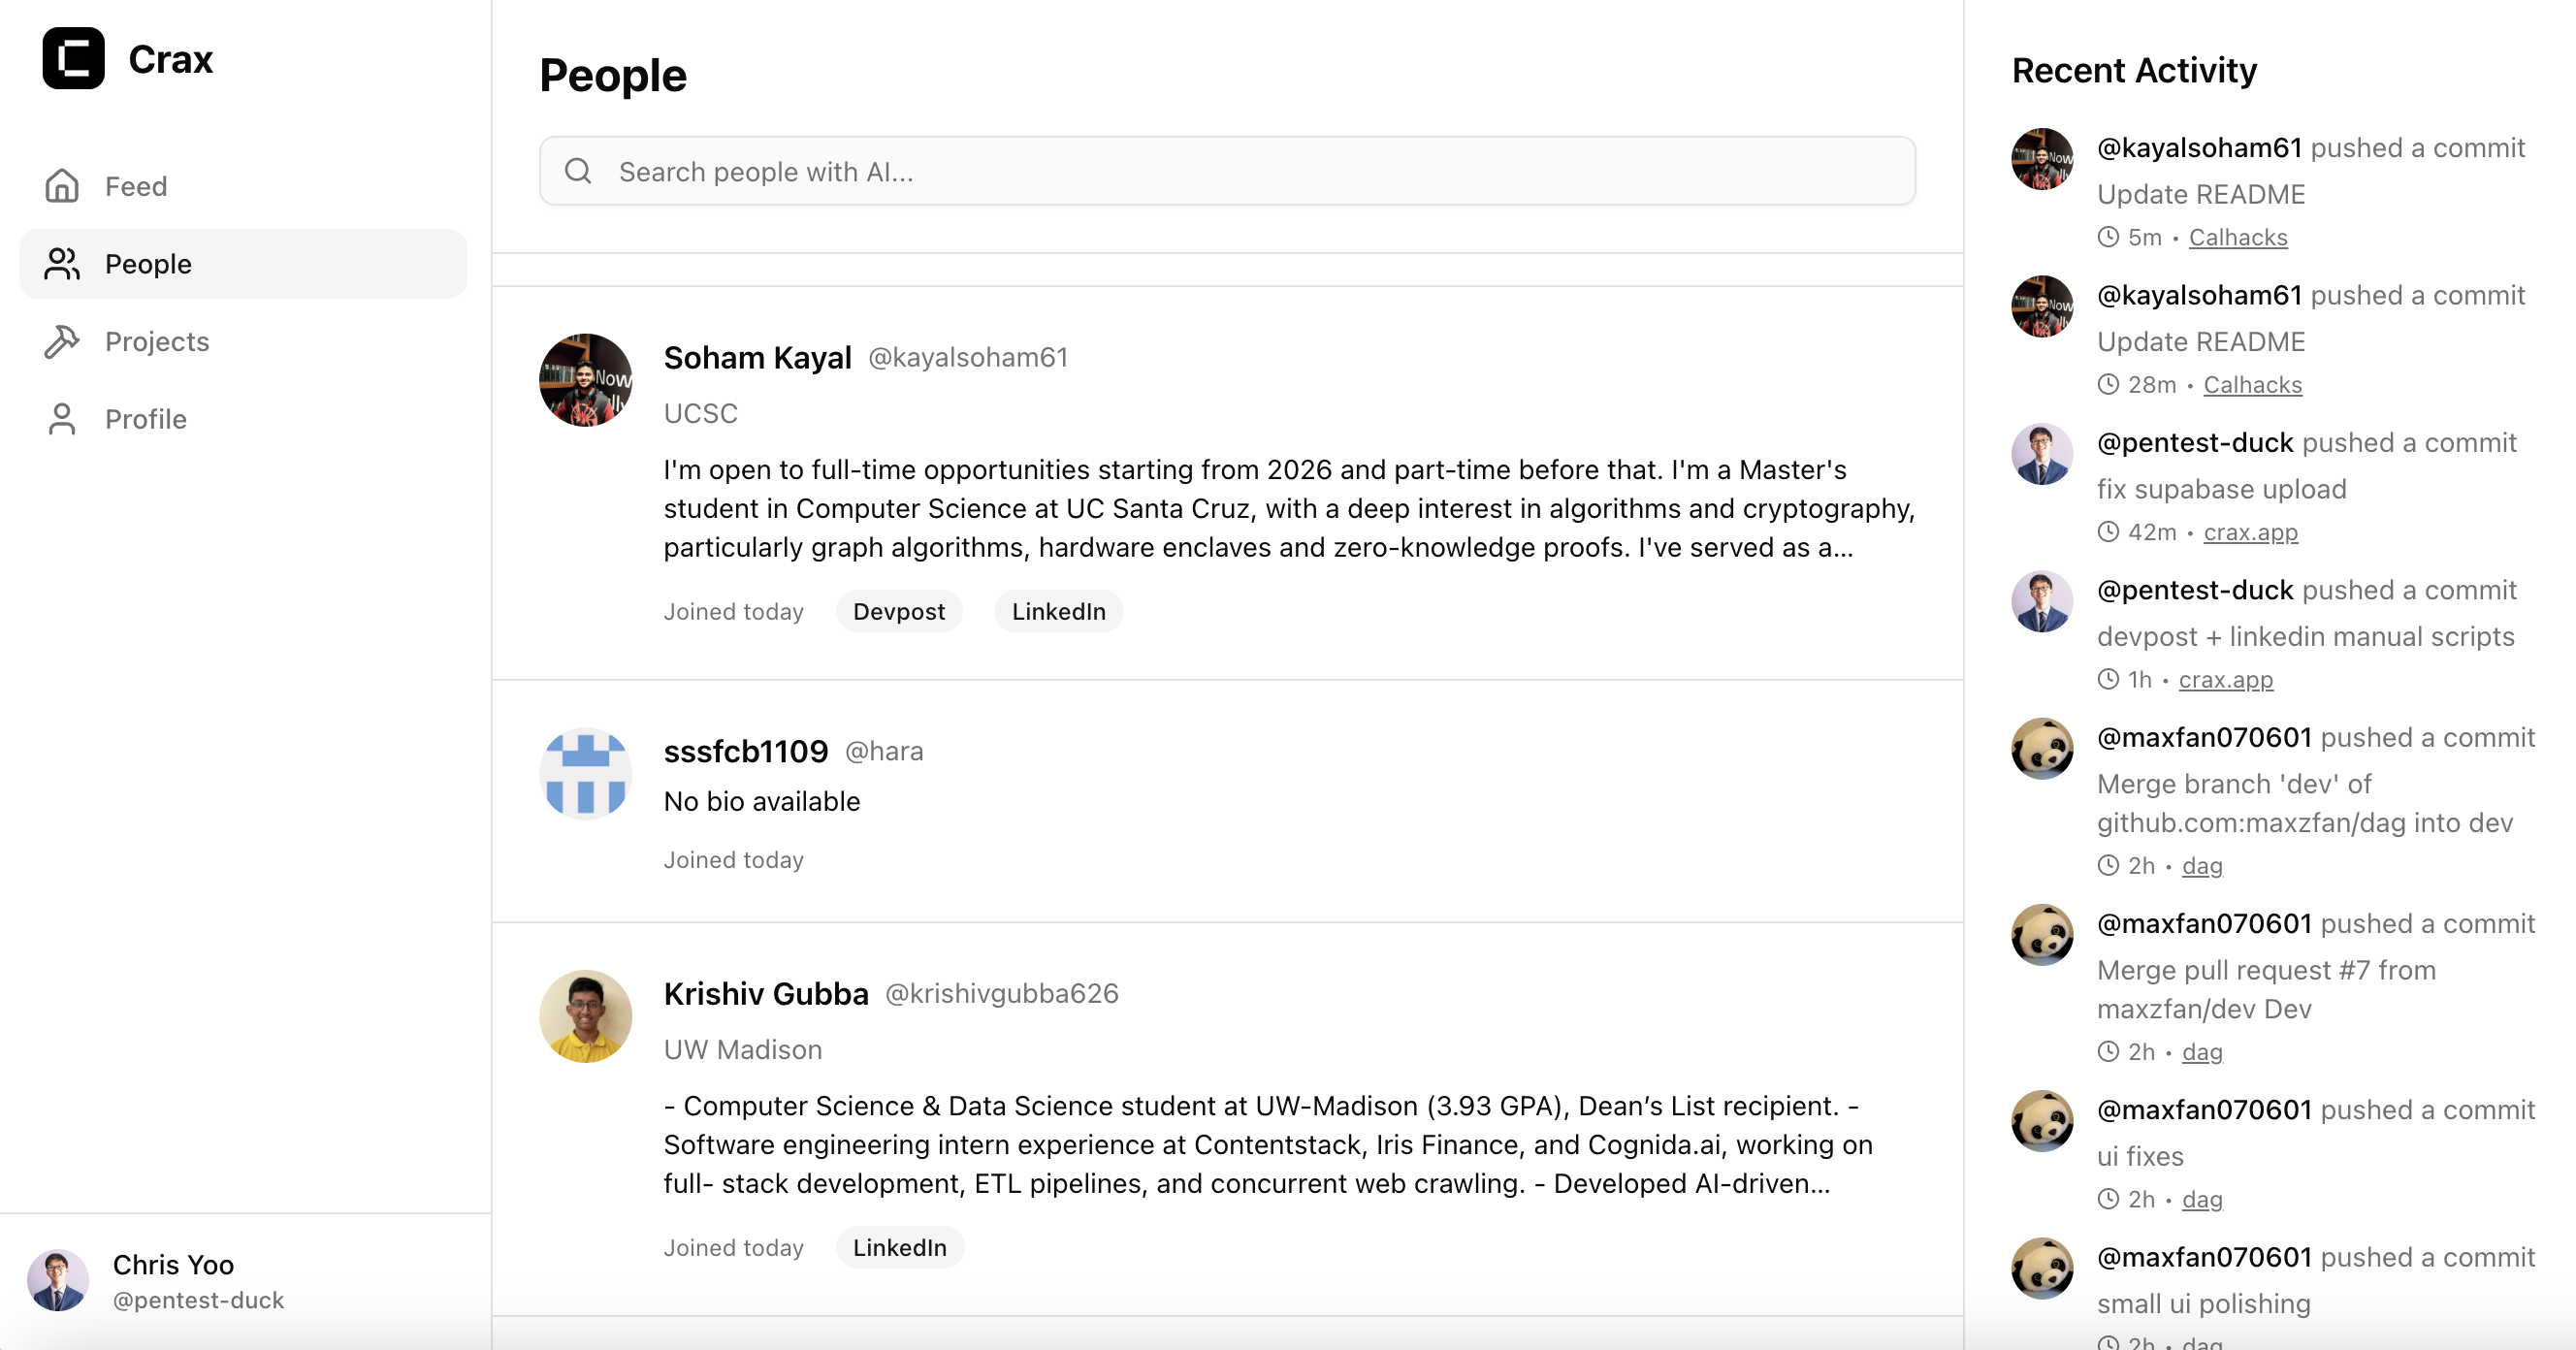 Crax
Feed
People
Projects
Profile
Chris Yoo
@pentest-duck
People
Search people with AI...
Soham Kayal @kayalsoham61
UCSC
I'm open to full-time opportunities starting from 2026 and part-time before that. I'm a Master's
student in Computer Science at UC Santa Cruz, with a deep interest in algorithms and cryptography,
particularly graph algorithms, hardware enclaves and zero-knowledge proofs. I've served as a...
Joined today Devpost LinkedIn
sssfcb1109 @hara
No bio available
Joined today
Krishiv Gubba @krishivgubba626
UW Madison
- Computer Science & Data Science student at UW-Madison (3.93 GPA), Dean’s List recipient. -
Software engineering intern experience at Contentstack, Iris Finance, and Cognida.ai, working on
full- stack development, ETL pipelines, and concurrent web crawling. - Developed AI-driven...
Joined today LinkedIn
Recent Activity
@kayalsoham61 pushed a commit
Update README
5m • Calhacks
@kayalsoham61 pushed a commit
Update README
28m • Calhacks
@pentest-duck pushed a commit
fix supabase upload
42m • crax.app
@pentest-duck pushed a commit
devpost + linkedin manual scripts
1h • crax.app
@maxfan070601 pushed a commit
Merge branch 'dev' of
github.com:maxzfan/dag into dev
2h • dag
@maxfan070601 pushed a commit
Merge pull request #7 from
maxzfan/dev Dev
2h • dag
@maxfan070601 pushed a commit
ui fixes
2h • dag
@maxfan070601 pushed a commit
small ui polishing
2h • dag